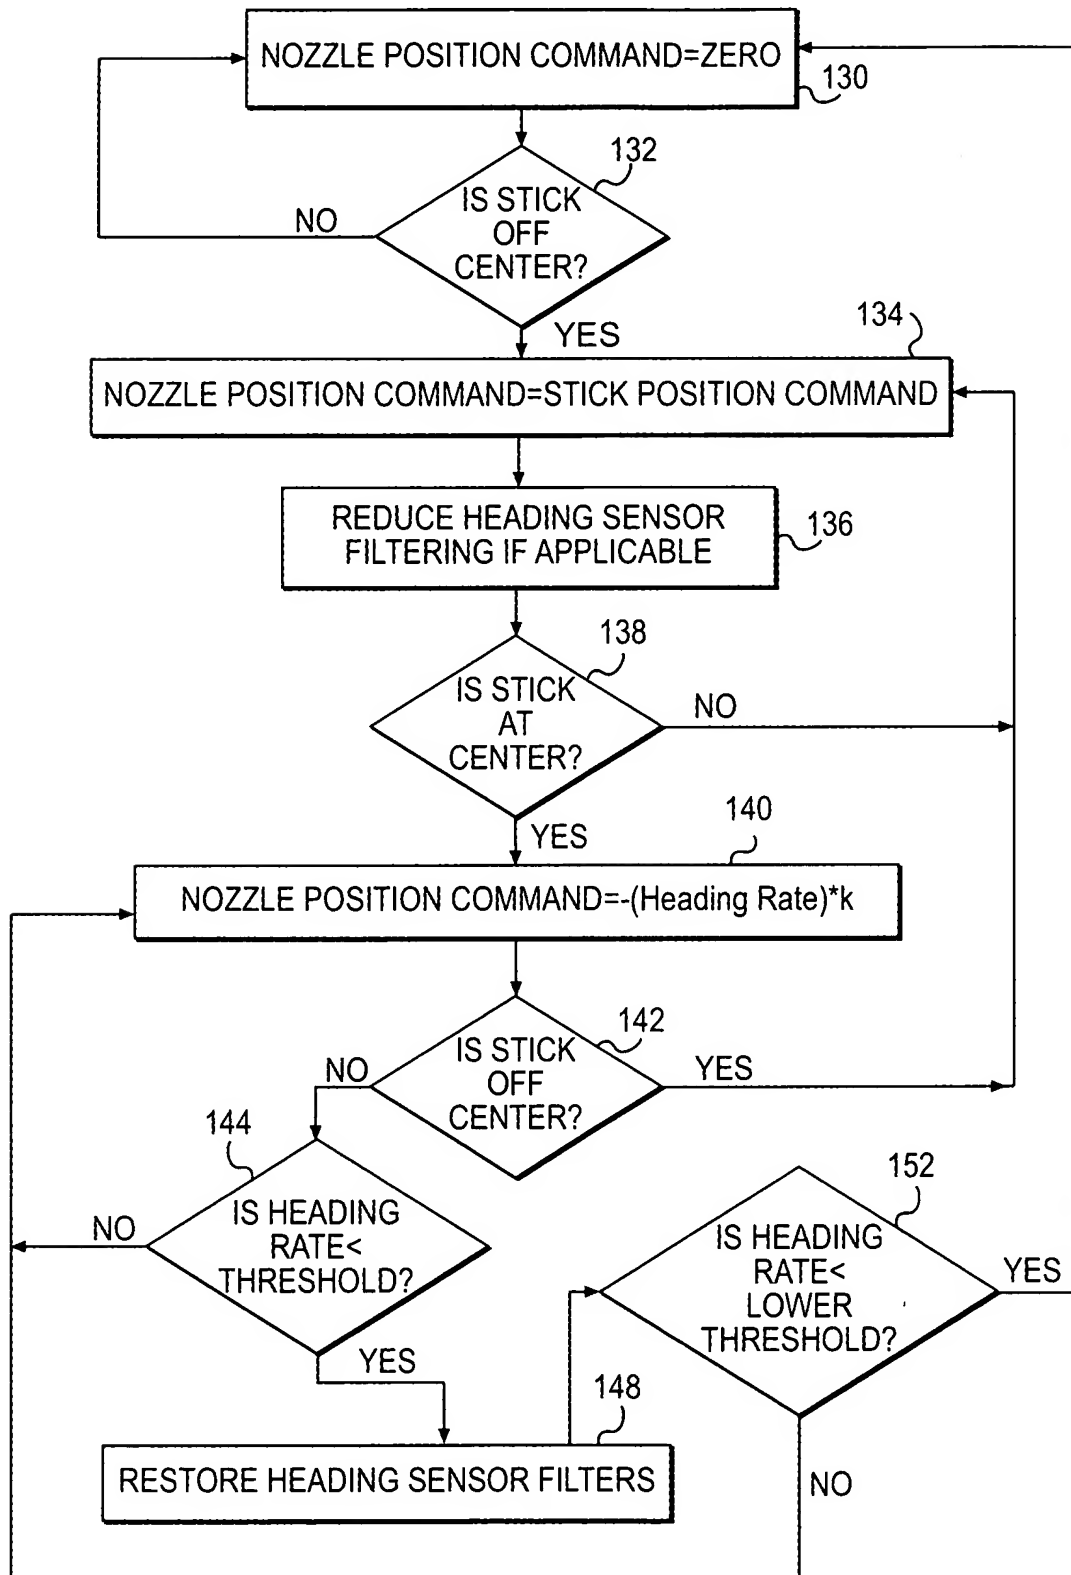 NOZZLE POSITION COMMAND=ZERO
130
132
IS STICK
OFF
CENTER?
NO
YES
134
NOZZLE POSITION COMMAND=STICK POSITION COMMAND
REDUCE HEADING SENSOR
FILTERING IF APPLICABLE
136
138
IS STICK
AT
CENTER?
NO
YES
140
NOZZLE POSITION COMMAND=-(Heading Rate)*k
142
IS STICK
OFF
CENTER?
NO
YES
144
IS HEADING
RATE<
THRESHOLD?
NO
YES
152
IS HEADING
RATE<
LOWER
THRESHOLD?
YES
148
RESTORE HEADING SENSOR FILTERS
NO